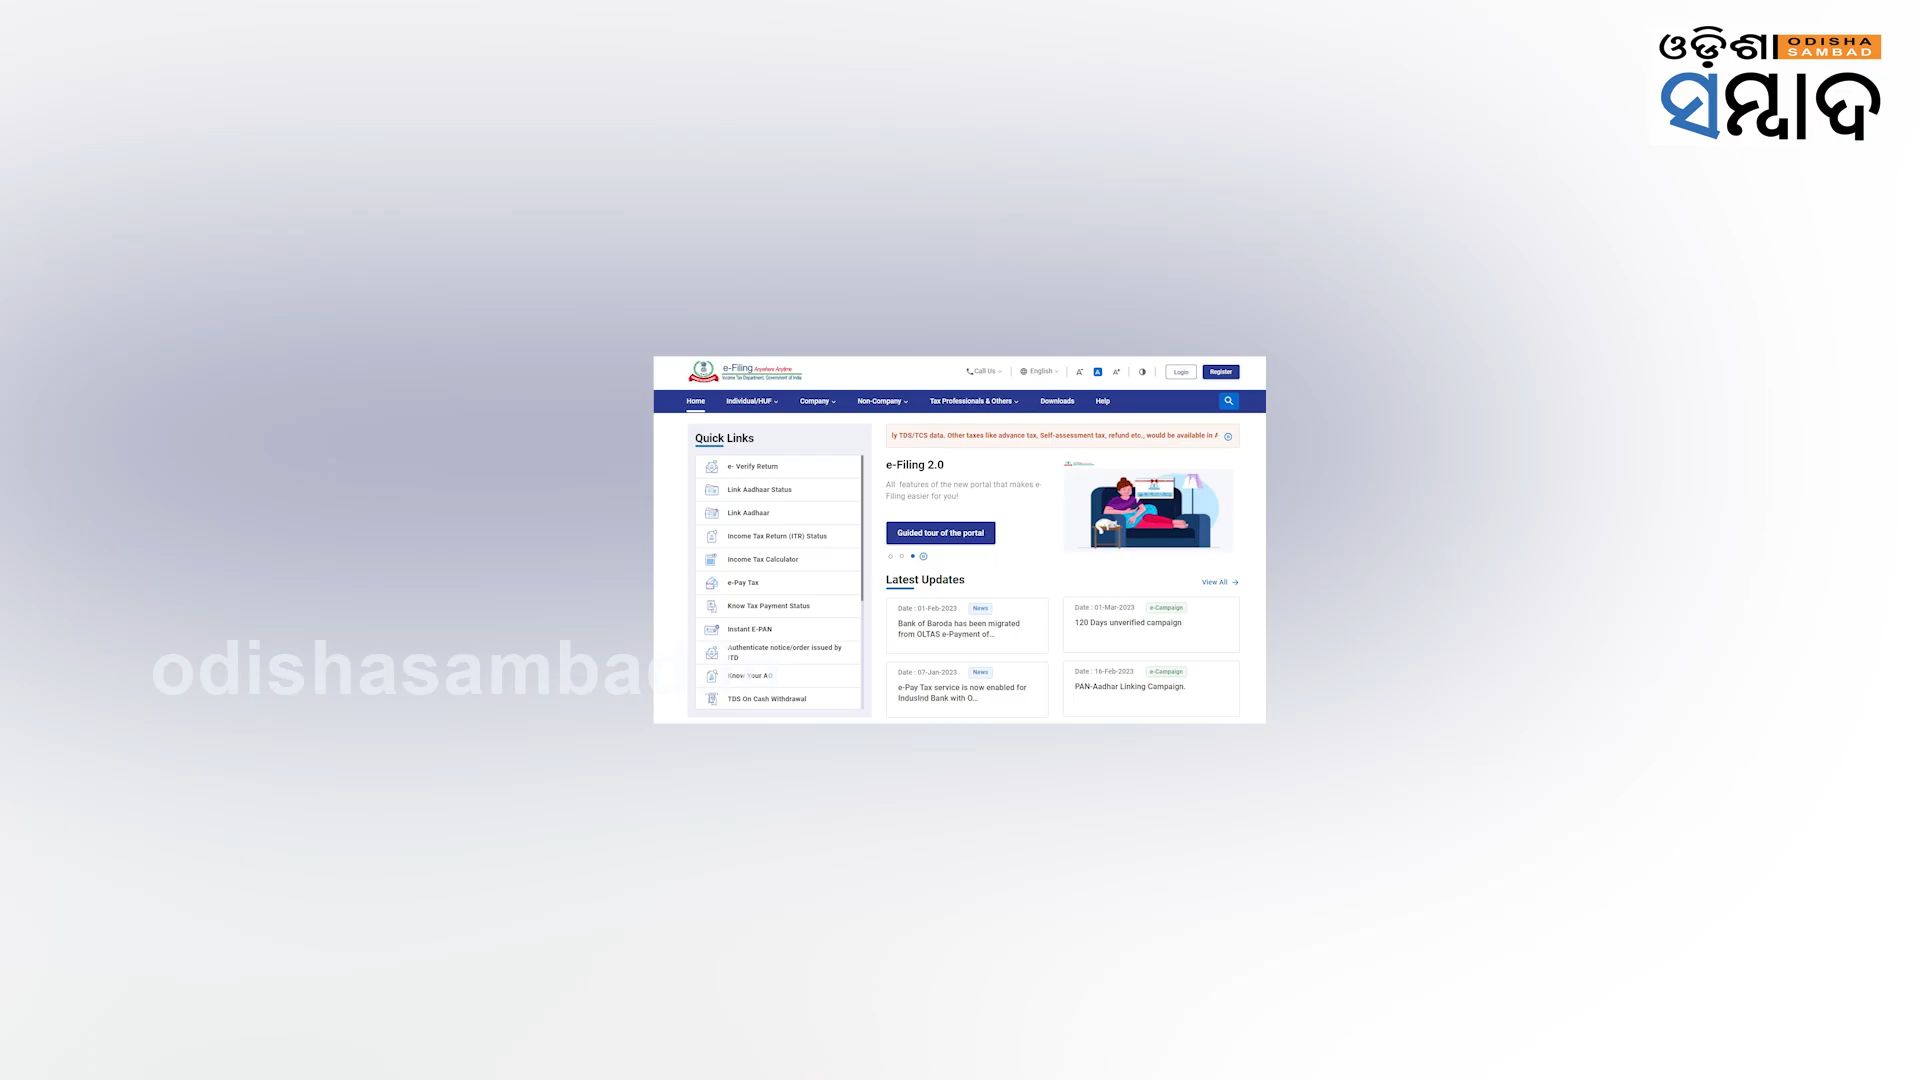 ଓଡ଼ିଶା ODISHA SAMBAD
ସମ୍ବାଦ
e-Filing Anywhere Anytime
Income Tax Department, Government of India
Call Us
English
Login
Register
Home
Individual/HUF
Company
Non-Company
Tax Professionals & Others
Downloads
Help
Quick Links
e- Verify Return
Link Aadhaar Status
Link Aadhaar
Income Tax Return (ITR) Status
Income Tax Calculator
e-Pay Tax
Know Tax Payment Status
Instant E-PAN
Authenticate notice/order issued by
ITD
Know Your AO
TDS On Cash Withdrawal
ly TDS/TCS data. Other taxes like advance tax, Self-assessment tax, refund etc., would be available in
e-Filing 2.0
All features of the new portal that makes e-
Filing easier for you!
Guided tour of the portal
Latest Updates
View All
Date : 01-Feb-2023 News
Bank of Baroda has been migrated
from OLTAS e-Payment of...
Date : 01-Mar-2023 e-Campaign
120 Days unverified campaign
Date : 07-Jan-2023 News
e-Pay Tax service is now enabled for
IndusInd Bank with O...
Date : 16-Feb-2023 e-Campaign
PAN-Aadhar Linking Campaign.
odishasambad